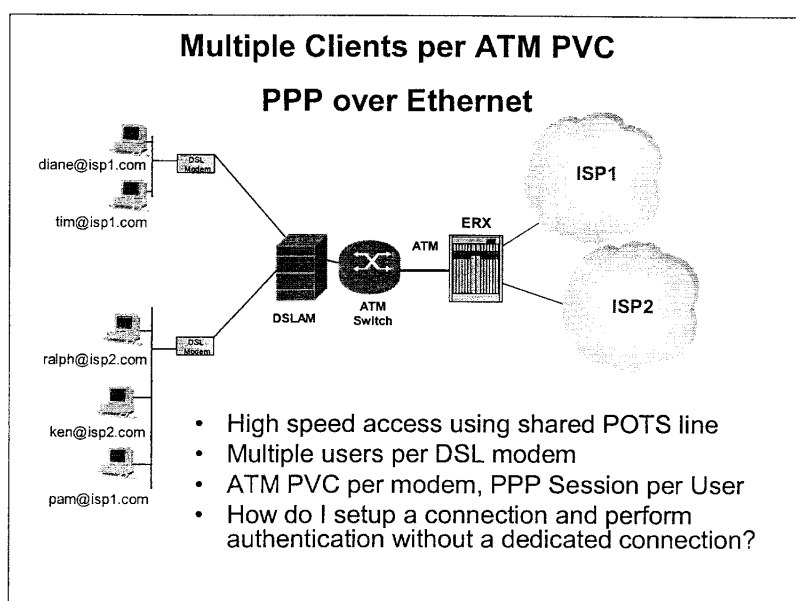 Multiple Clients per ATM PVC
PPP over Ethernet
diane@isp1.com
DSL
Modem
tim@isp1.com
ralph@isp2.com
DSL
Modem
ken@isp2.com
pam@isp1.com
DSLAM
ATM
Switch
ATM
ERX
ISP1
ISP2
• High speed access using shared POTS line
• Multiple users per DSL modem
• ATM PVC per modem, PPP Session per User
• How do I setup a connection and perform
authentication without a dedicated connection?